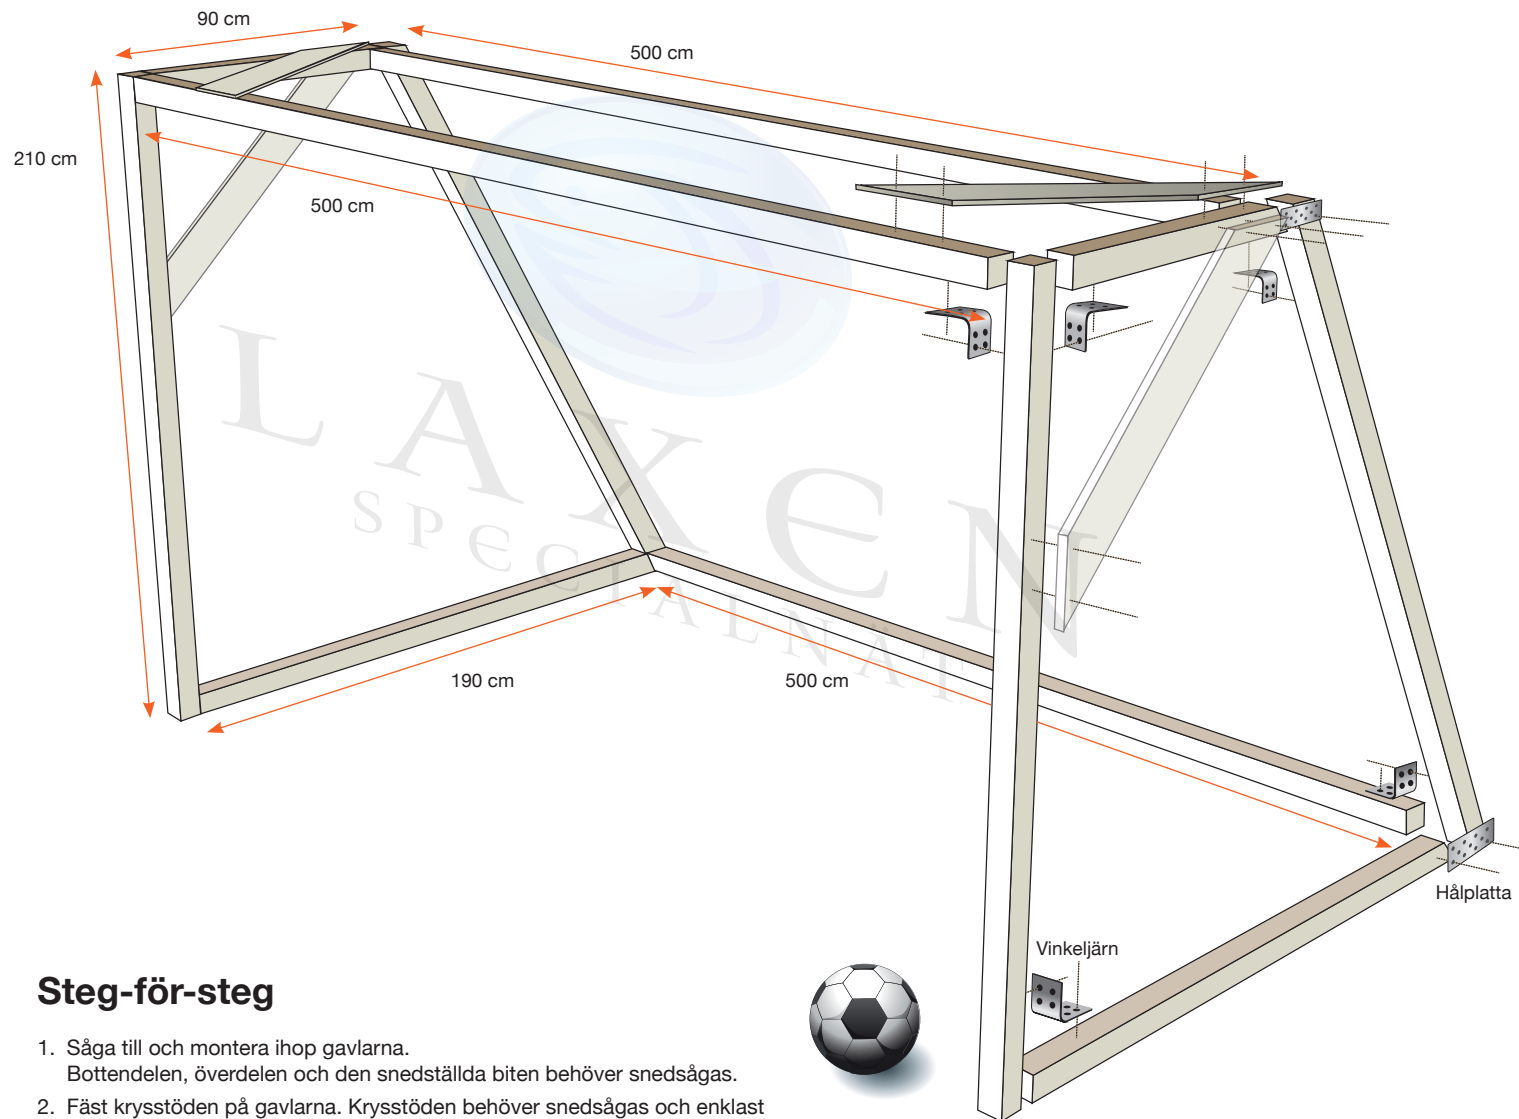 90 cm
500 cm
210 cm
500 cm
LAXEN
SPECIALNÄT
190 cm
500 cm
Hålplatta
Vinkeljärn
Steg-för-steg
1. Såga till och montera ihop gavlarna.
Bottendelen, överdelen och den snedställda biten behöver snedsågas.
2. Fäst krysstöden på gavlarna. Krysstöden behöver snedsågas och enklast